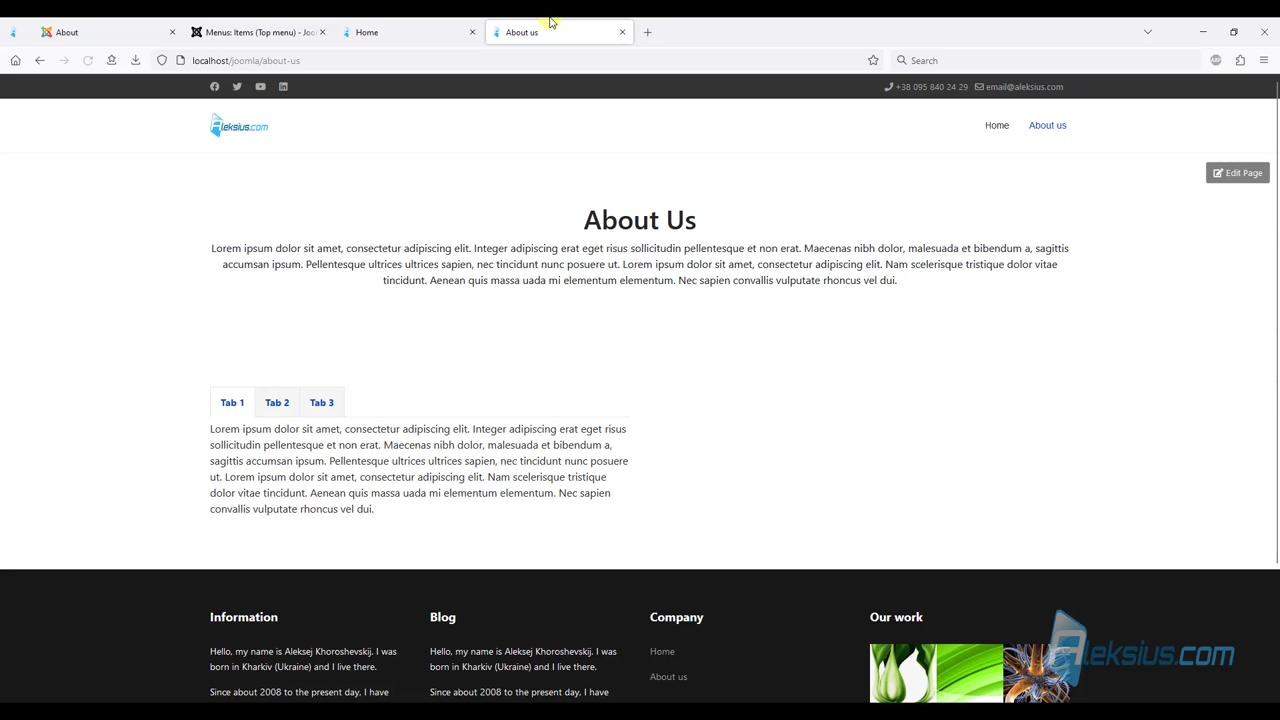 About
Menus: Items (Top menu) - Joo
Home
About us
localhost/joomla/about-us
Search
+38 095 840 24 29
email@aleksius.com
Aleksius.com
Home
About us
Edit Page
About Us
Lorem ipsum dolor sit amet, consectetur adipiscing elit. Integer adipiscing erat eget risus sollicitudin pellentesque et non erat. Maecenas nibh dolor, malesuada et bibendum a, sagittis
accumsan ipsum. Pellentesque ultrices ultrices sapien, nec tincidunt nunc posuere ut. Lorem ipsum dolor sit amet, consectetur adipiscing elit. Nam scelerisque tristique dolor vitae
tincidunt. Aenean quis massa uada mi elementum elementum. Nec sapien convallis vulputate rhoncus vel dui.
Tab 1
Tab 2
Tab 3
Lorem ipsum dolor sit amet, consectetur adipiscing elit. Integer adipiscing erat eget risus
sollicitudin pellentesque et non erat. Maecenas nibh dolor, malesuada et bibendum a,
sagittis accumsan ipsum. Pellentesque ultrices ultrices sapien, nec tincidunt nunc posuere
ut. Lorem ipsum dolor sit amet, consectetur adipiscing elit. Nam scelerisque tristique
dolor vitae tincidunt. Aenean quis massa uada mi elementum elementum. Nec sapien
convallis vulputate rhoncus vel dui.
Information
Hello, my name is Aleksej Khoroshevskij. I was
born in Kharkiv (Ukraine) and I live there.
Since about 2008 to the present day, I have
Blog
Hello, my name is Aleksej Khoroshevskij. I was
born in Kharkiv (Ukraine) and I live there.
Since about 2008 to the present day, I have
Company
Home
About us
Our work
Aleksius.com